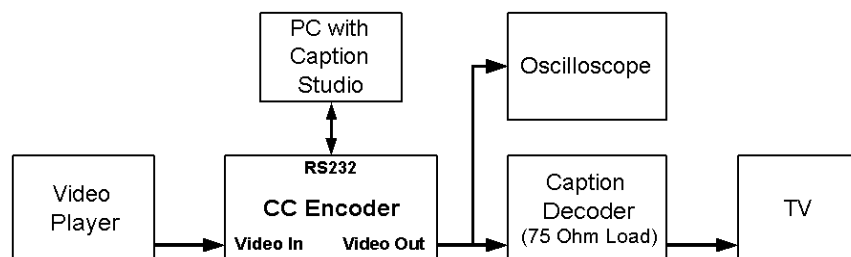 PC with
Caption
Studio
Oscilloscope
Video
Player
RS232
CC Encoder
Video In
Video Out
Caption
Decoder
(75 Ohm Load)
TV